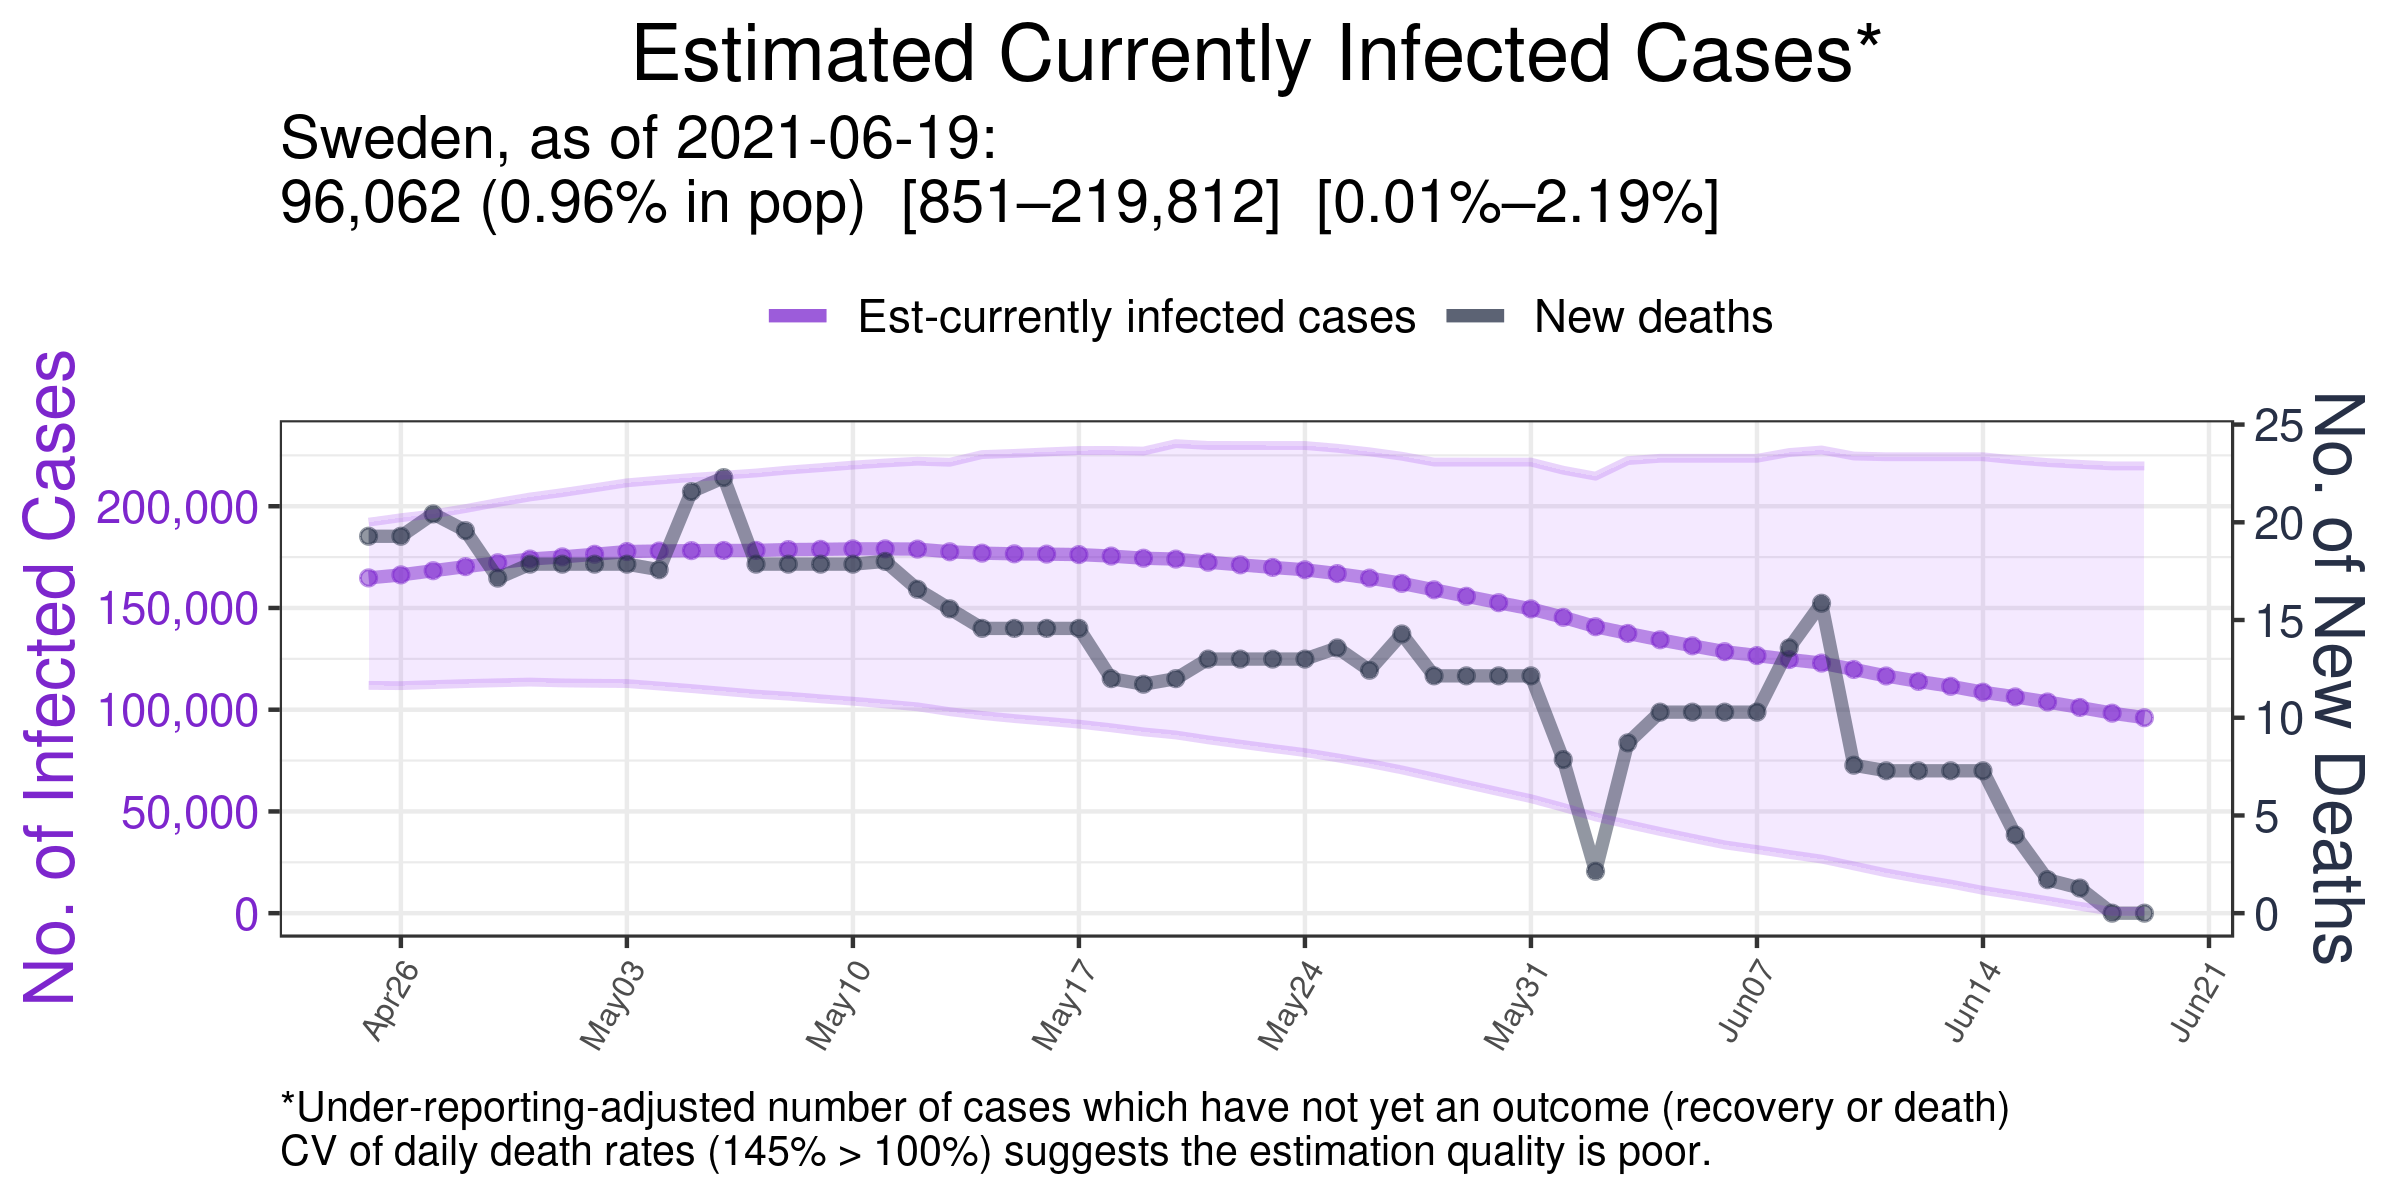 Estimated Currently Infected Cases*
Sweden, as of 2021-06-19:
96,062 (0.96% in pop)  [851–219,812]  [0.01%–2.19%]
Est-currently infected cases
New deaths
No. of Infected Cases
200,000
150,000
100,000
50,000
0
25
20
15
10
5
0
No. of New Deaths
Apr26
May03
May10
May17
May24
May31
Jun07
Jun14
Jun21
*Under-reporting-adjusted number of cases which have not yet an outcome (recovery or death)
CV of daily death rates (145% > 100%) suggests the estimation quality is poor.